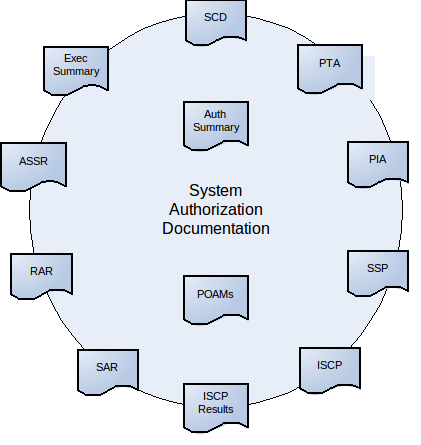 SCD
Exec
Summary
PTA
Auth
Summary
ASSR
PIA
System
Authorization
Documentation
RAR
SSP
POAMs
SAR
ISCP
ISCP
Results